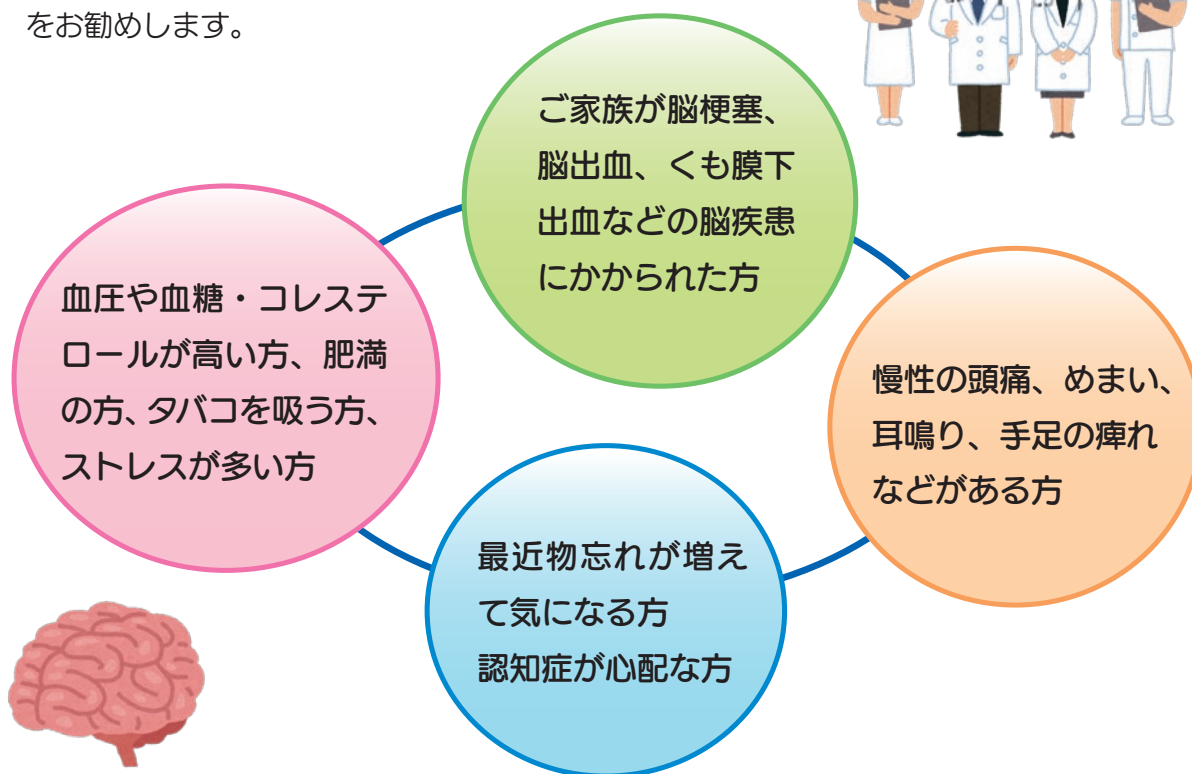 をお勧めします。
ご家族が脳梗塞、
脳出血、くも膜下
出血などの脳疾患
にかかられた方
血圧や血糖・コレステ
ロールが高い方、肥満
の方、タバコを吸う方、
ストレスが多い方
慢性の頭痛、めまい、
耳鳴り、手足の痺れ
などがある方
最近物忘れが増え
て気になる方
認知症が心配な方